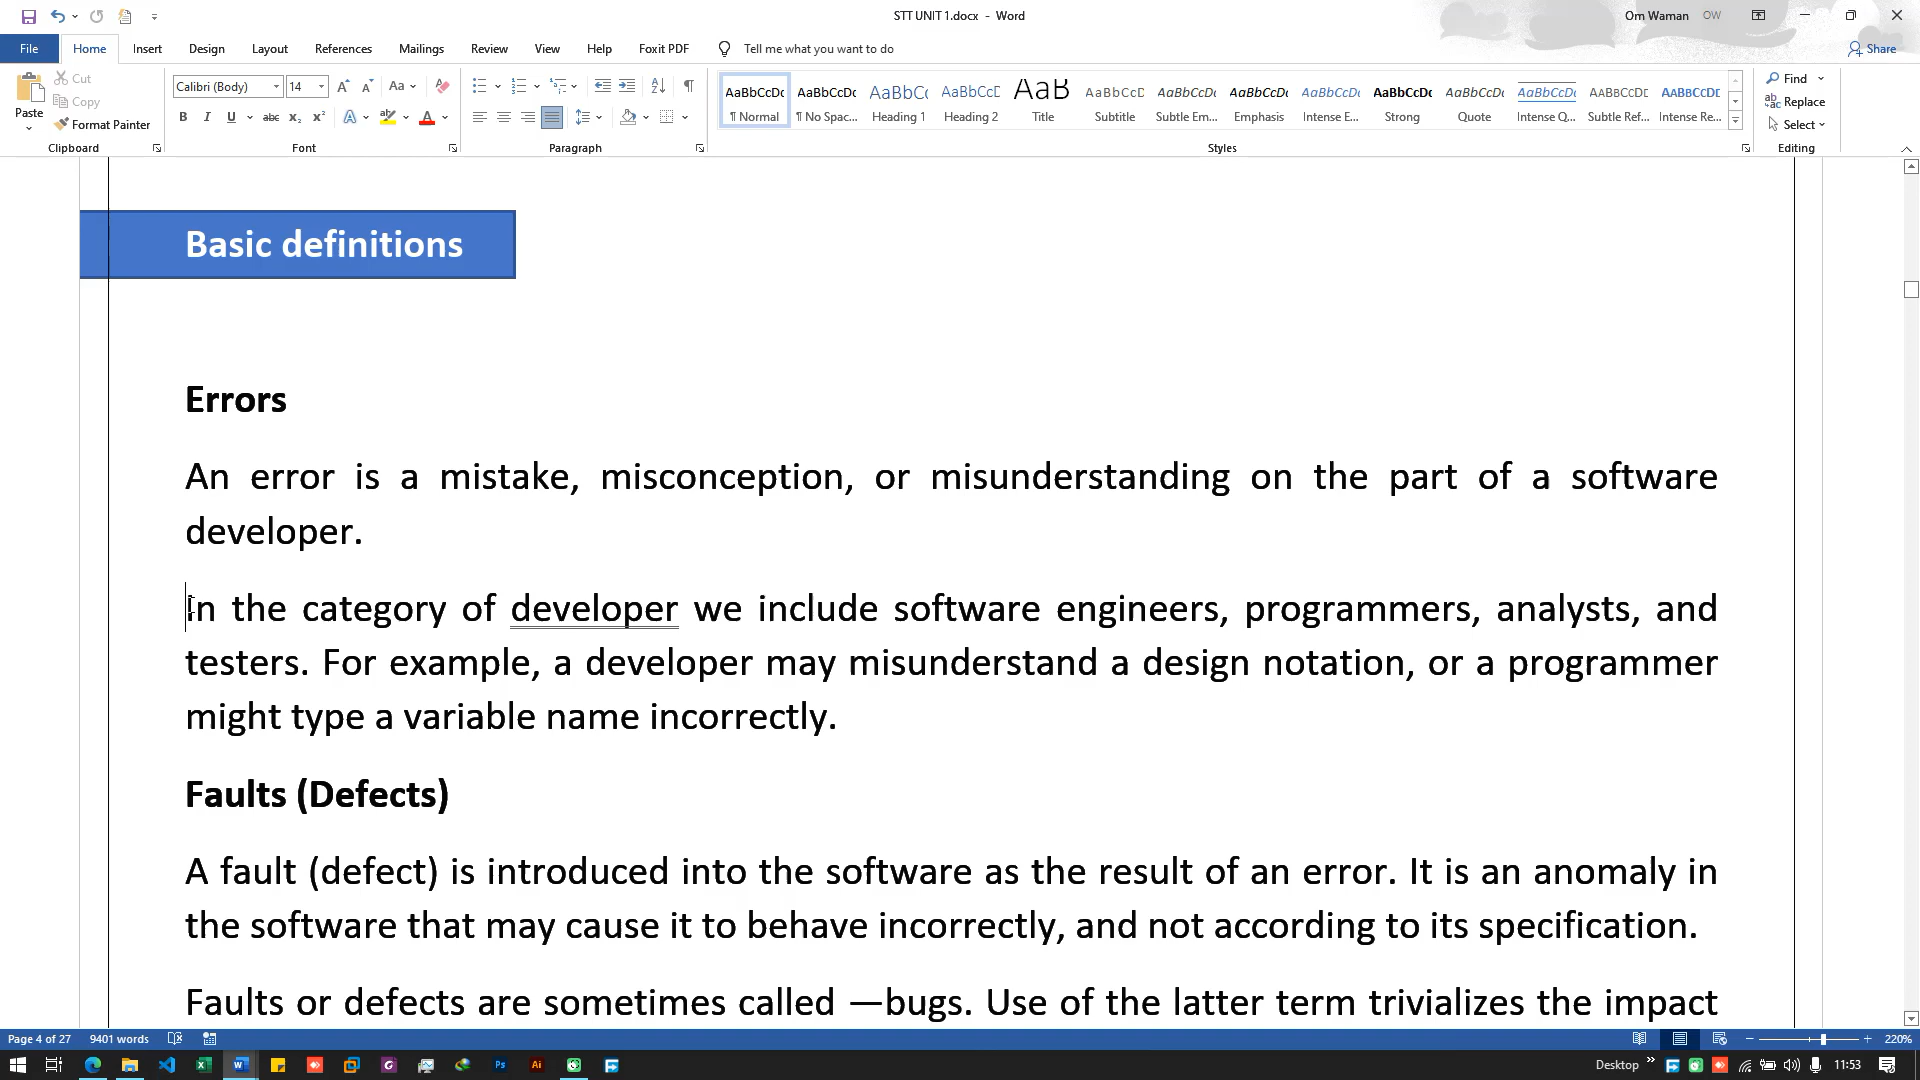 STT UNIT 1.docx - Word
Om Waman OW
File Home Insert Design Layout References Mailings Review View Help Foxit PDF Tell me what you want to do Share
Paste Cut Copy Format Painter
Calibri (Body) 14
Clipboard Font Paragraph Styles Editing
AaBbCcDc AaBbCcDc AaBbC AaBbCcD AaB AaBbCcD AaBbCcDc AaBbCcDc AaBbCcDc AaBbCcDc AaBbCcDc AaBbCcDc AABBCCDE AABBCCDE
¶ Normal ¶ No Spac... Heading 1 Heading 2 Title Subtitle Subtle Em... Emphasis Intense E... Strong Quote Intense Q... Subtle Ref... Intense Re...
Find Replace Select
Basic definitions
Errors
An error is a mistake, misconception, or misunderstanding on the part of a software
developer.
In the category of developer we include software engineers, programmers, analysts, and
testers. For example, a developer may misunderstand a design notation, or a programmer
might type a variable name incorrectly.
Faults (Defects)
A fault (defect) is introduced into the software as the result of an error. It is an anomaly in
the software that may cause it to behave incorrectly, and not according to its specification.
Faults or defects are sometimes called —bugs. Use of the latter term trivializes the impact
Page 4 of 27 9401 words 220%
Desktop 11:53